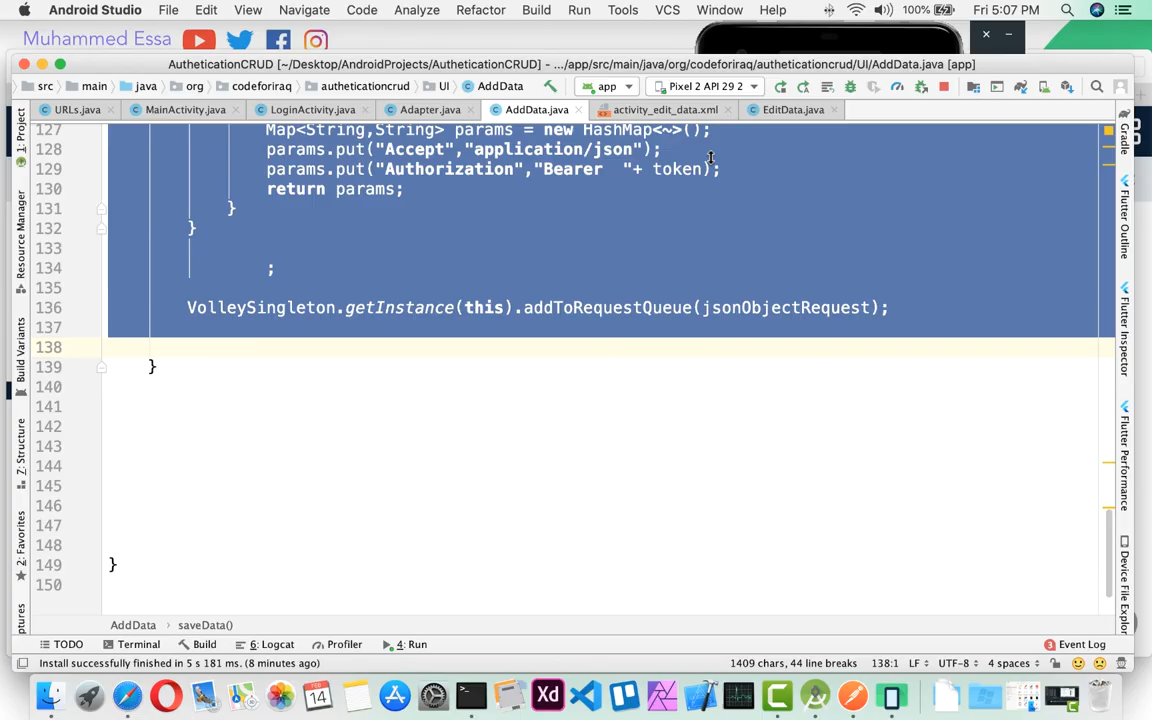 Android Studio File Edit View Navigate Code Analyze Refactor Build Run Tools VCS Window Help 100% Fri 5:07 PM
Muhammed Essa
AutheticationCRUD [~/Desktop/AndroidProjects/AutheticationCRUD] - .../app/src/main/java/org/codeforiraq/autheticationcrud/UI/AddData.java [app]
src main java org codeforiraq autheticationcrud UI AddData app Pixel 2 API 29 2
URLs.java MainActivity.java LoginActivity.java Adapter.java AddData.java activity_edit_data.xml EditData.java
127 Map<String,String> params = new HashMap<~>();
128 params.put("Accept","application/json");
129 params.put("Authorization","Bearer  "+ token);
130 return params;
131 }
132 }
133
134 ;
135
136 VolleySingleton.getInstance(this).addToRequestQueue(jsonObjectRequest);
137
138
139 }
140
141
142
143
144
145
146
147
148
149 }
150
1: Project
Resource Manager
Build Variants
7: Structure
2: Favorites
Gradle
Flutter Outline
Flutter Inspector
Flutter Performance
AddData saveData()
TODO Terminal Build 6: Logcat Profiler 4: Run 3 Event Log
Install successfully finished in 5 s 181 ms. (8 minutes ago) 1409 chars, 44 line breaks 138:1 LF UTF-8 4 spaces
Xd